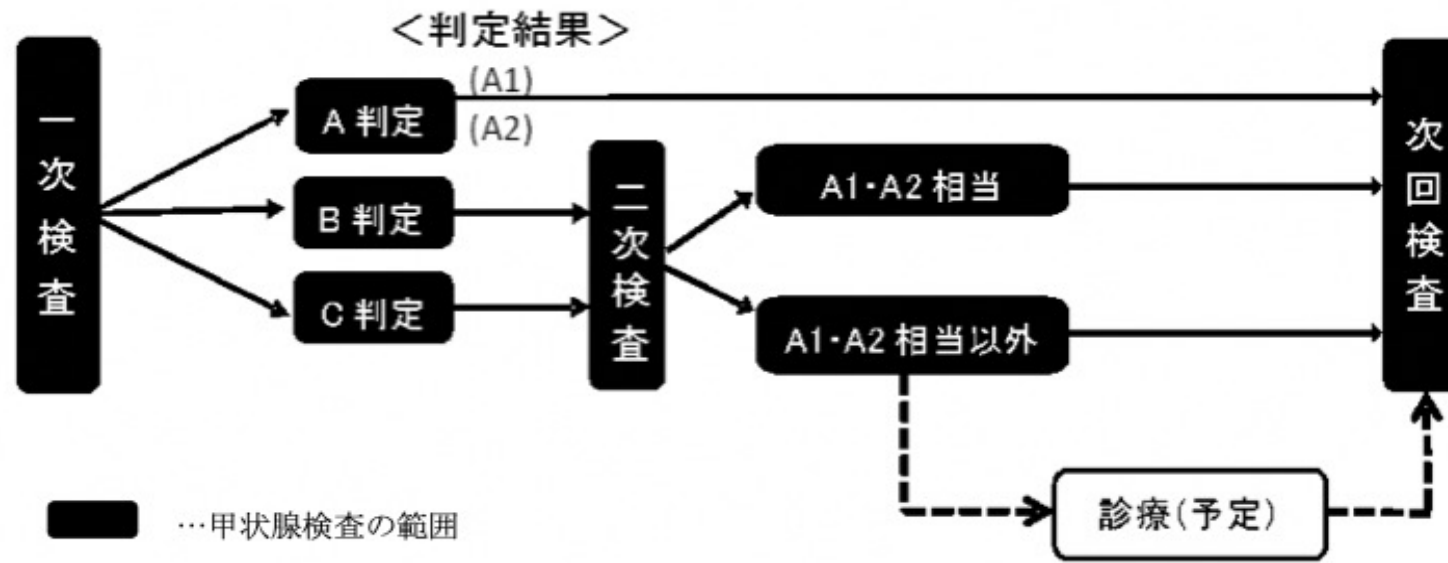 ＜判定結果＞
一次検査
A 判定
(A1)
(A2)
B 判定
C 判定
二次検査
A1・A2 相当
A1・A2 相当以外
次回検査
診療(予定)
…甲状腺検査の範囲